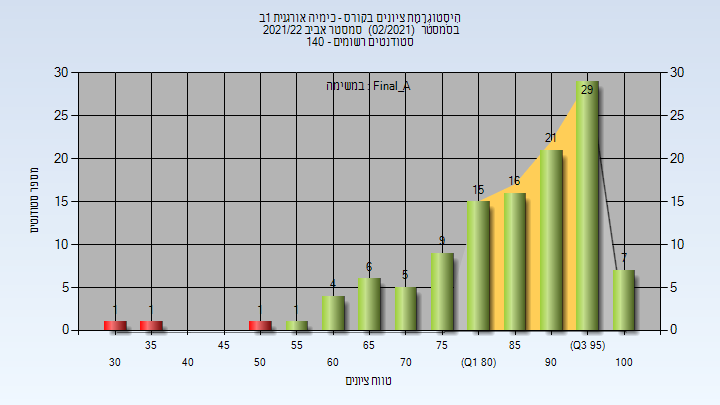 היסטוגרמת ציונים בקורס - כימיה אורגנית 1ב
בסמסטר (02/2021) סמסטר אביב 2021/22
סטודנטים רשומים - 140
במשימה : Final_A
30 30
25 25
20 20
15 15
10 10
5 5
0 0
מספר סטודנטים
1 1 1 1 4 6 5 9 15 16 21 29 7
35 45 55 65 75 85 (Q3 95)
30 40 50 60 70 (Q1 80) 90 100
טווח ציונים